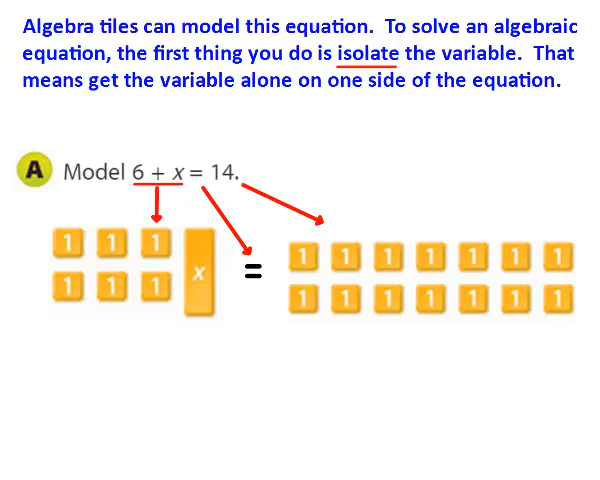 Algebra tiles can model this equation. To solve an algebraic
equation, the first thing you do is isolate the variable. That
means get the variable alone on one side of the equation.
A Model 6 + x = 14.
1 1 1 x = 1 1 1 1 1 1 1
1 1 1 1 1 1 1 1 1 1